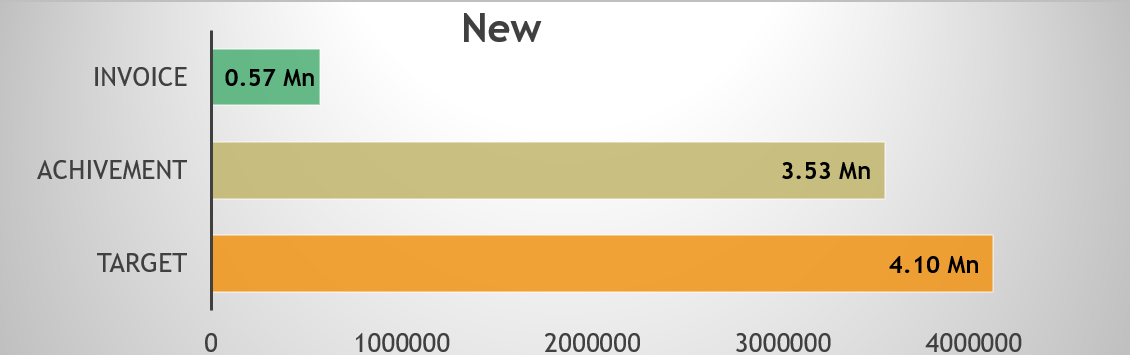 New
INVOICE 0.57 Mn
ACHIVEMENT 3.53 Mn
TARGET 4.10 Mn
0 1000000 2000000 3000000 4000000